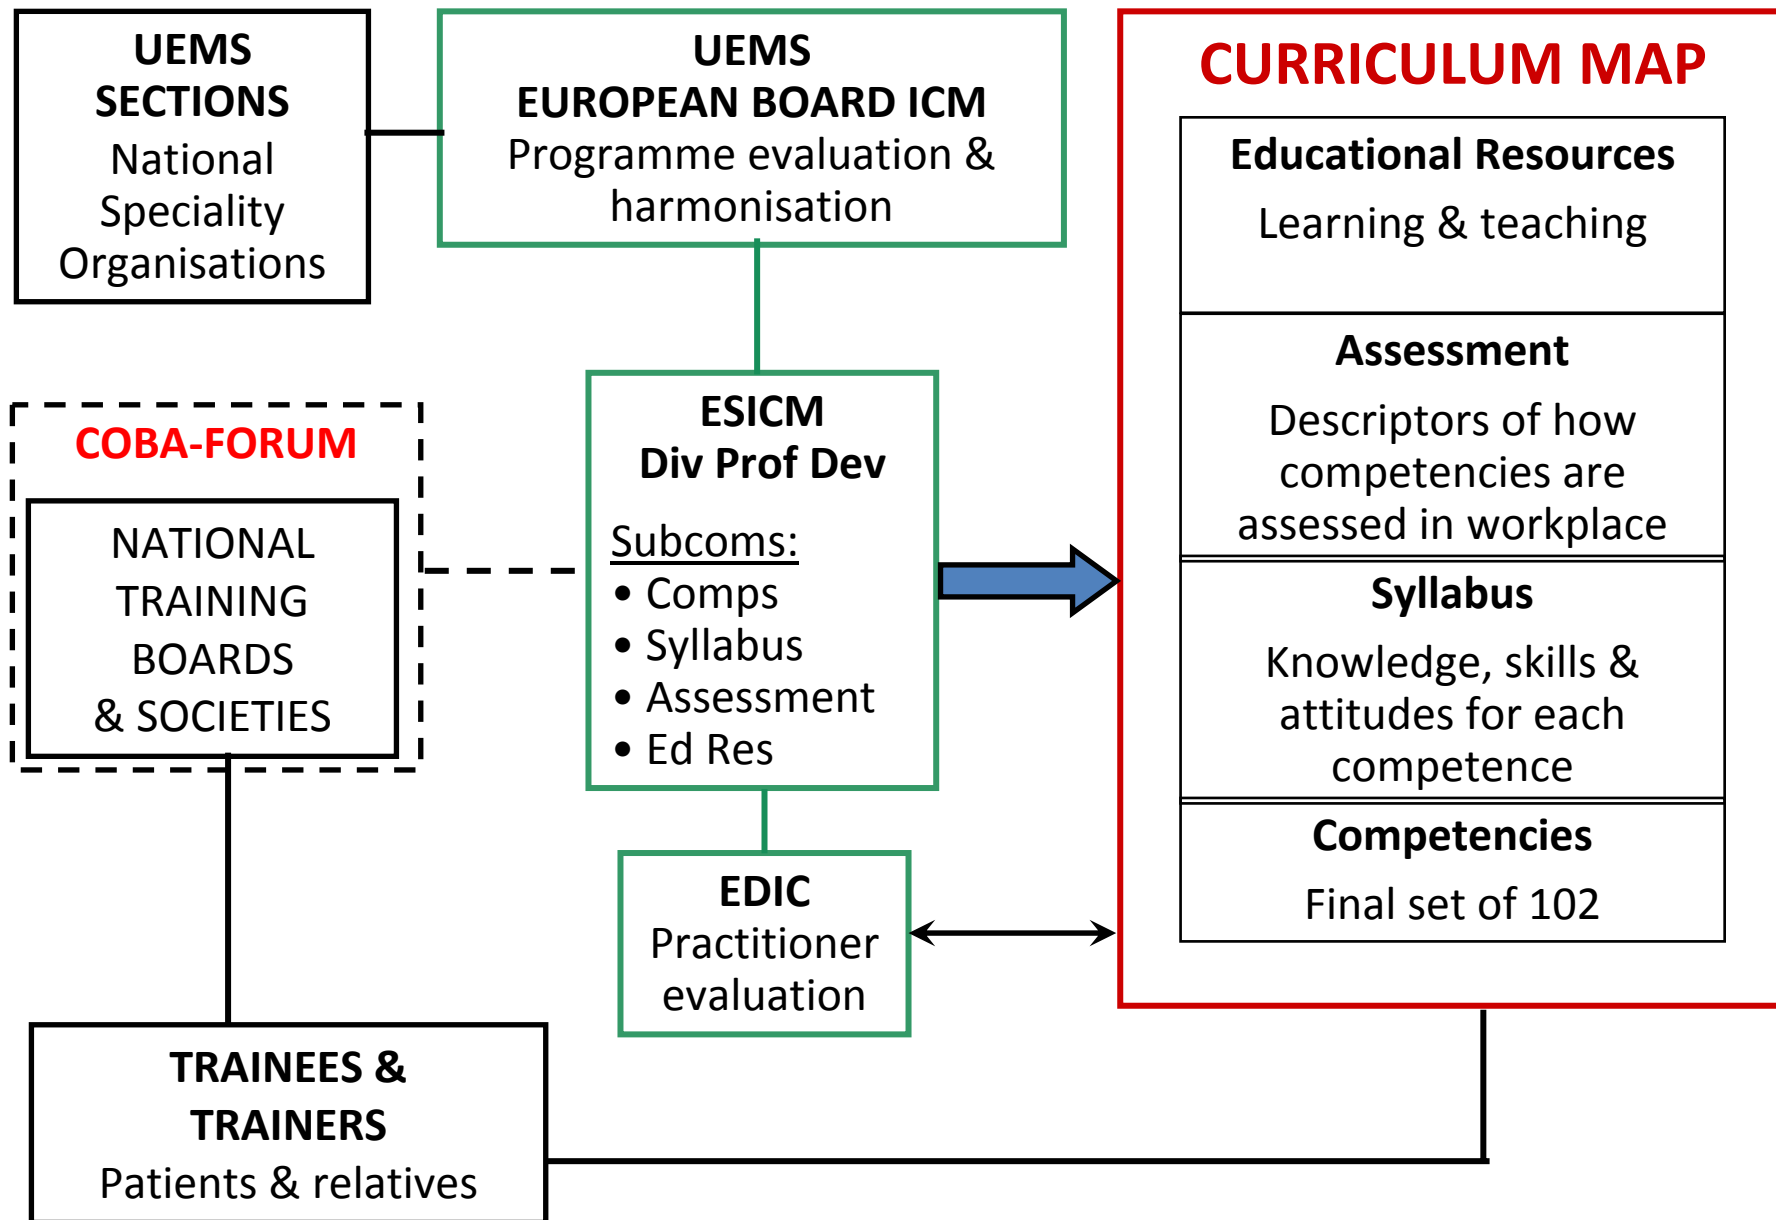 UEMS
SECTIONS
National
Speciality
Organisations
UEMS
EUROPEAN BOARD ICM
Programme evaluation &
harmonisation
CURRICULUM MAP
Educational Resources
Learning & teaching
Assessment
Descriptors of how
competencies are
assessed in workplace
Syllabus
Knowledge, skills &
attitudes for each
competence
Competencies
Final set of 102
COBA-FORUM
NATIONAL
TRAINING
BOARDS
& SOCIETIES
ESICM
Div Prof Dev
Subcoms:
• Comps
• Syllabus
• Assessment
• Ed Res
EDIC
Practitioner
evaluation
TRAINEES &
TRAINERS
Patients & relatives